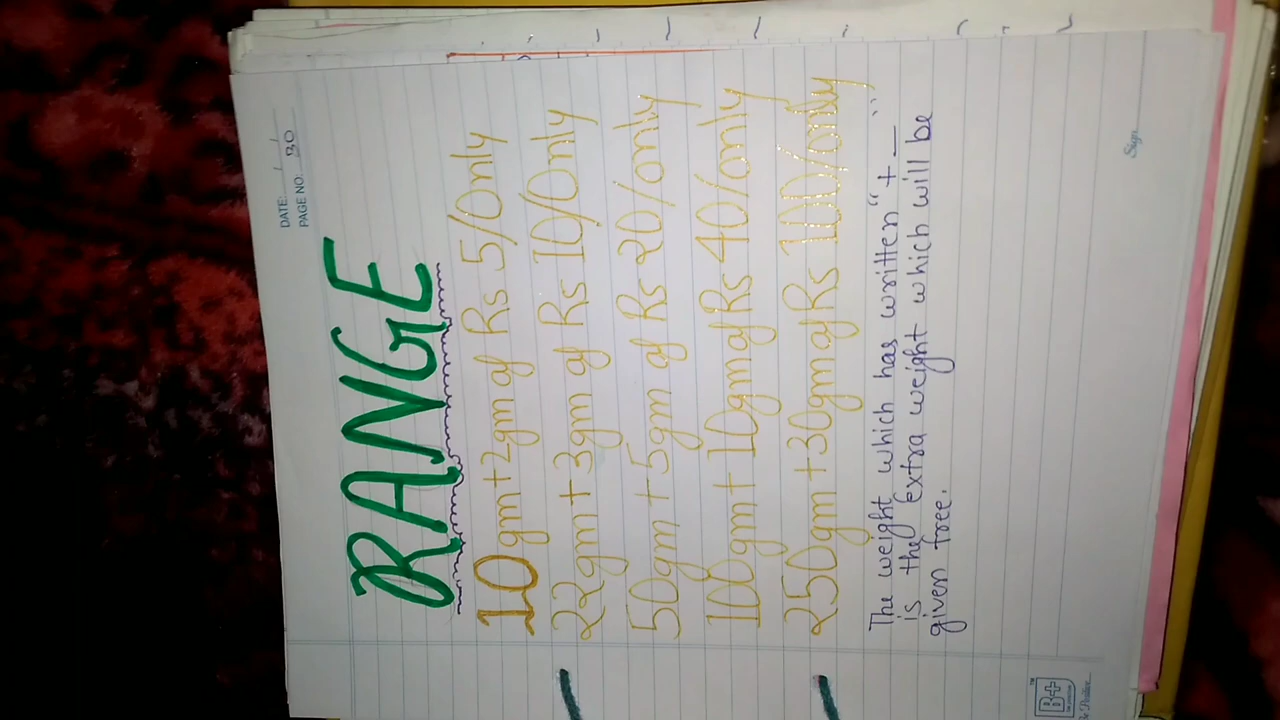 DATE: / /
PAGE NO: 30
RANGE
10gm+2gm of Rs 5/Only
22gm+3gm of Rs 10/Only
50gm+5gm of Rs 20/only
100gm+10gm of Rs 40/only
250gm+30gm of Rs 100/only
The weight which has written "+ — "
is the extra weight which will be
given free.
Sign
B+